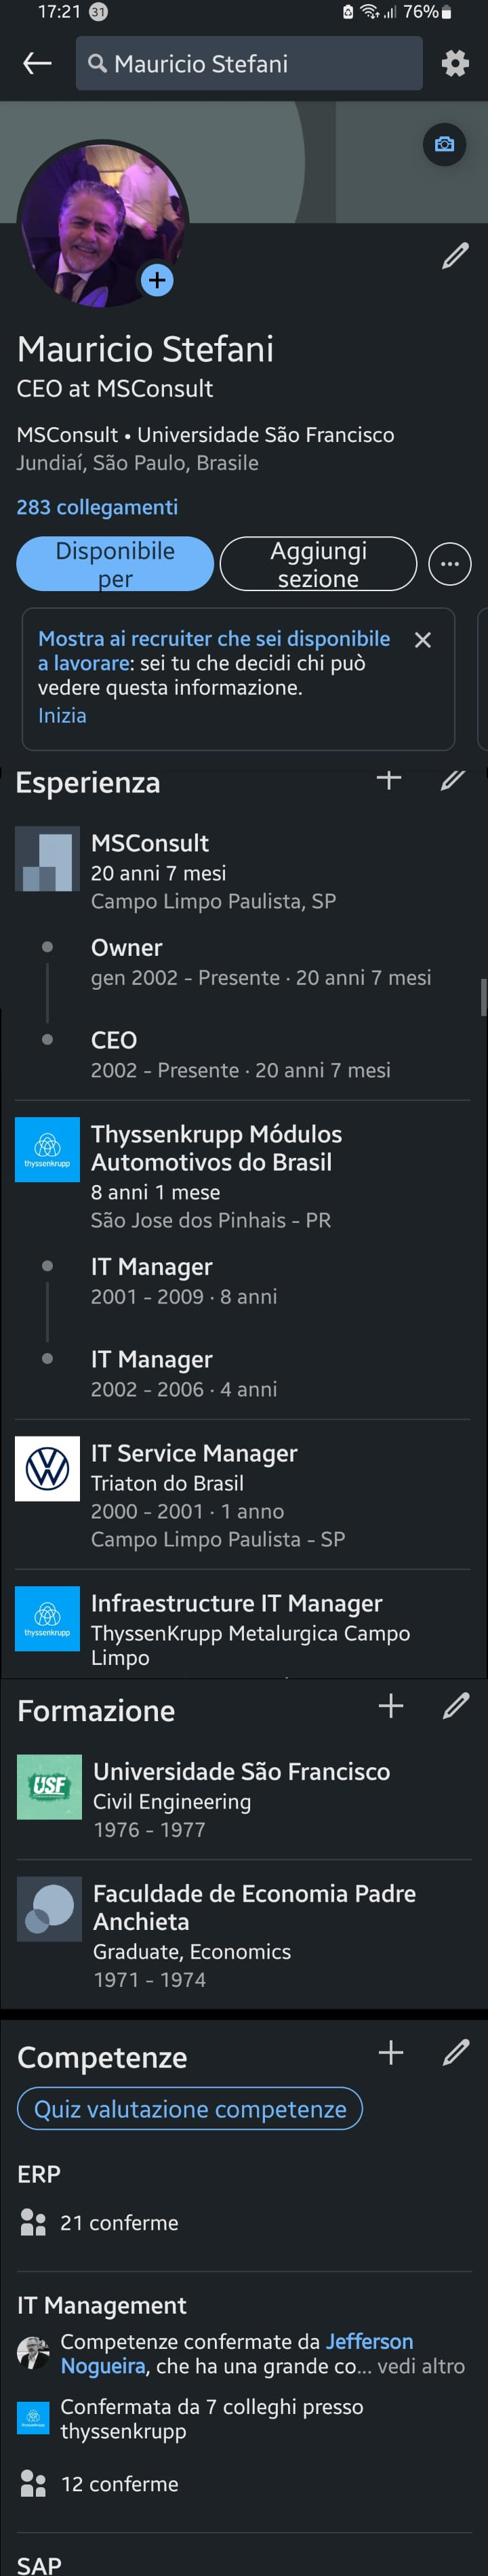 17:21 31 76%
Mauricio Stefani
Mauricio Stefani
CEO at MSConsult
MSConsult • Universidade São Francisco
Jundiaí, São Paulo, Brasile
283 collegamenti
Disponibile
per
Aggiungi
sezione
Mostra ai recruiter che sei disponibile
a lavorare: sei tu che decidi chi può
vedere questa informazione.
Inizia
Esperienza
MSConsult
20 anni 7 mesi
Campo Limpo Paulista, SP
Owner
gen 2002 - Presente · 20 anni 7 mesi
CEO
2002 - Presente · 20 anni 7 mesi
thyssenkrupp
Thyssenkrupp Módulos
Automotivos do Brasil
8 anni 1 mese
São Jose dos Pinhais - PR
IT Manager
2001 - 2009 · 8 anni
IT Manager
2002 - 2006 · 4 anni
IT Service Manager
Triaton do Brasil
2000 - 2001 · 1 anno
Campo Limpo Paulista - SP
thyssenkrupp
Infraestructure IT Manager
ThyssenKrupp Metalurgica Campo
Limpo
Formazione
USF
Universidade São Francisco
Civil Engineering
1976 - 1977
Faculdade de Economia Padre
Anchieta
Graduate, Economics
1971 - 1974
Competenze
Quiz valutazione competenze
ERP
21 conferme
IT Management
Competenze confermate da Jefferson
Nogueira, che ha una grande co... vedi altro
Confermata da 7 colleghi presso
thyssenkrupp
12 conferme
SAP